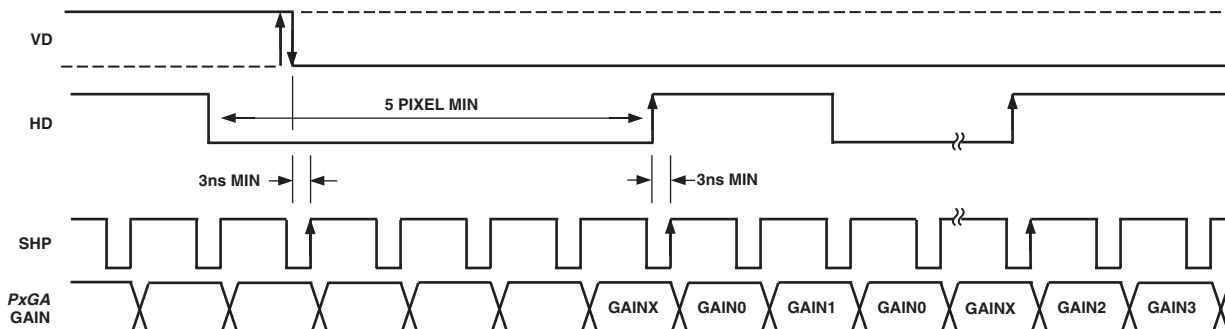 VD
HD
5 PIXEL MIN
3ns MIN
3ns MIN
SHP
PxGA
GAIN
GAINX
GAIN0
GAIN1
GAIN0
GAINX
GAIN2
GAIN3